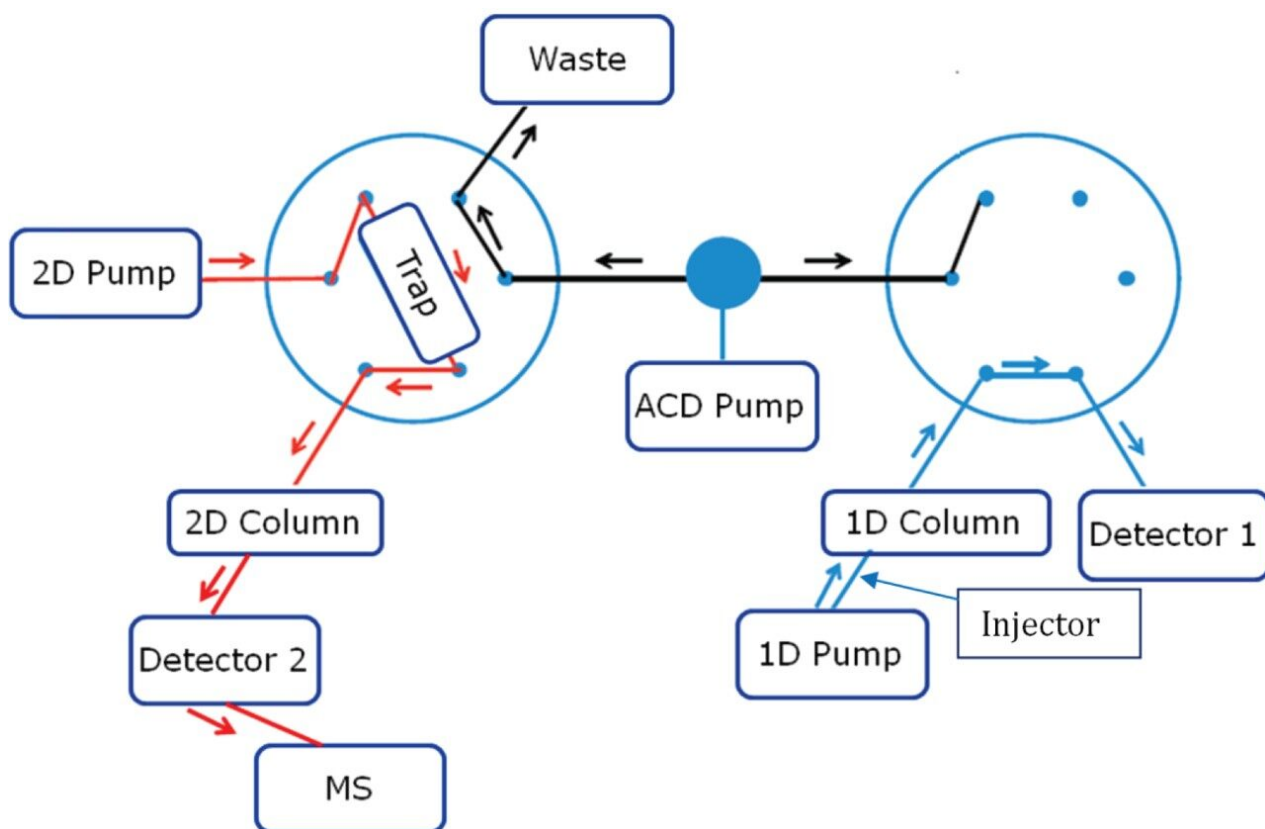 Waste
2D Pump
Trap
ACD Pump
2D Column
1D Column
Detector 1
Detector 2
1D Pump
Injector
MS